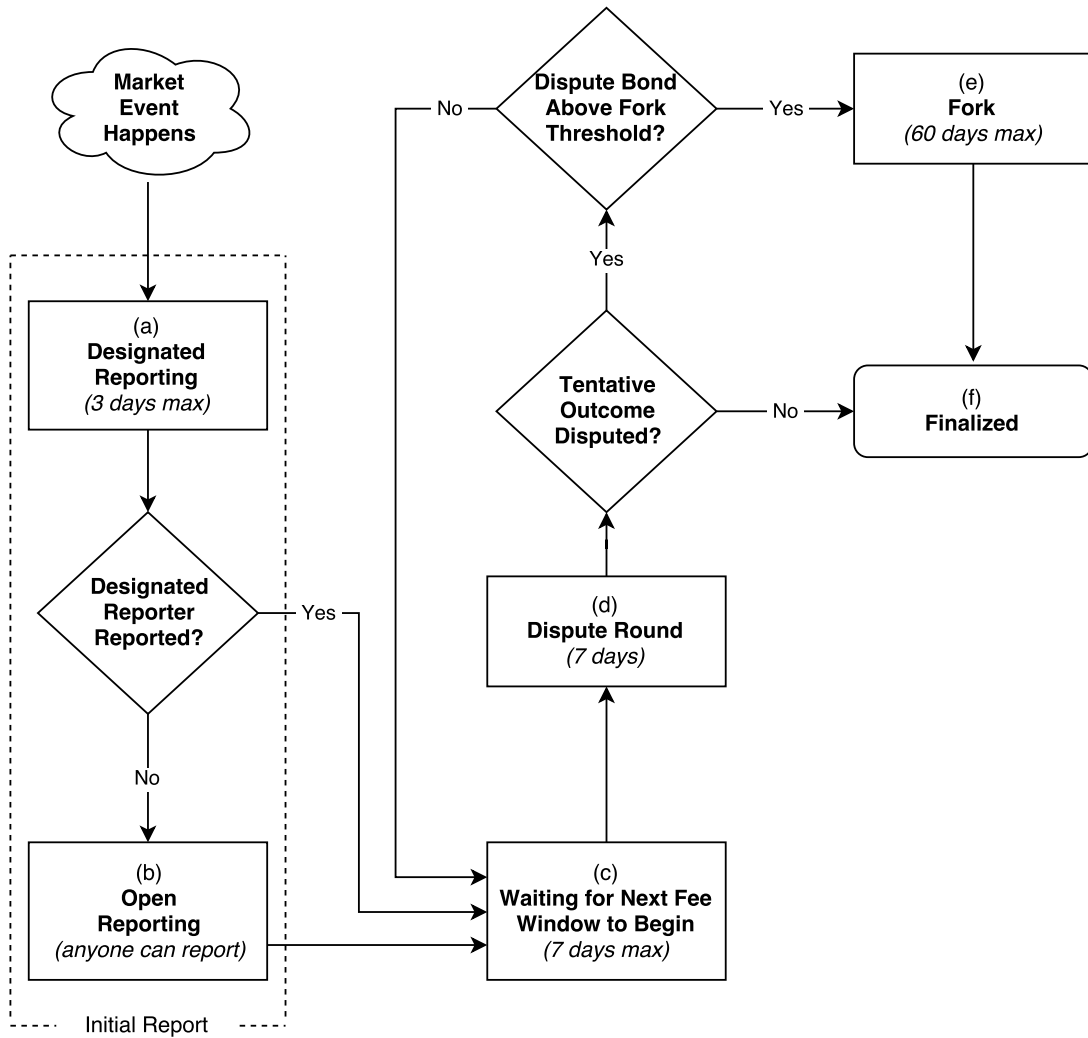 Market
Event
Happens
(a)
Designated
Reporting
(3 days max)
Designated
Reporter
Reported?
Yes
No
(b)
Open
Reporting
(anyone can report)
Initial Report
(c)
Waiting for Next Fee
Window to Begin
(7 days max)
(d)
Dispute Round
(7 days)
Tentative
Outcome
Disputed?
No
Yes
Dispute Bond
Above Fork
Threshold?
No
Yes
(e)
Fork
(60 days max)
(f)
Finalized